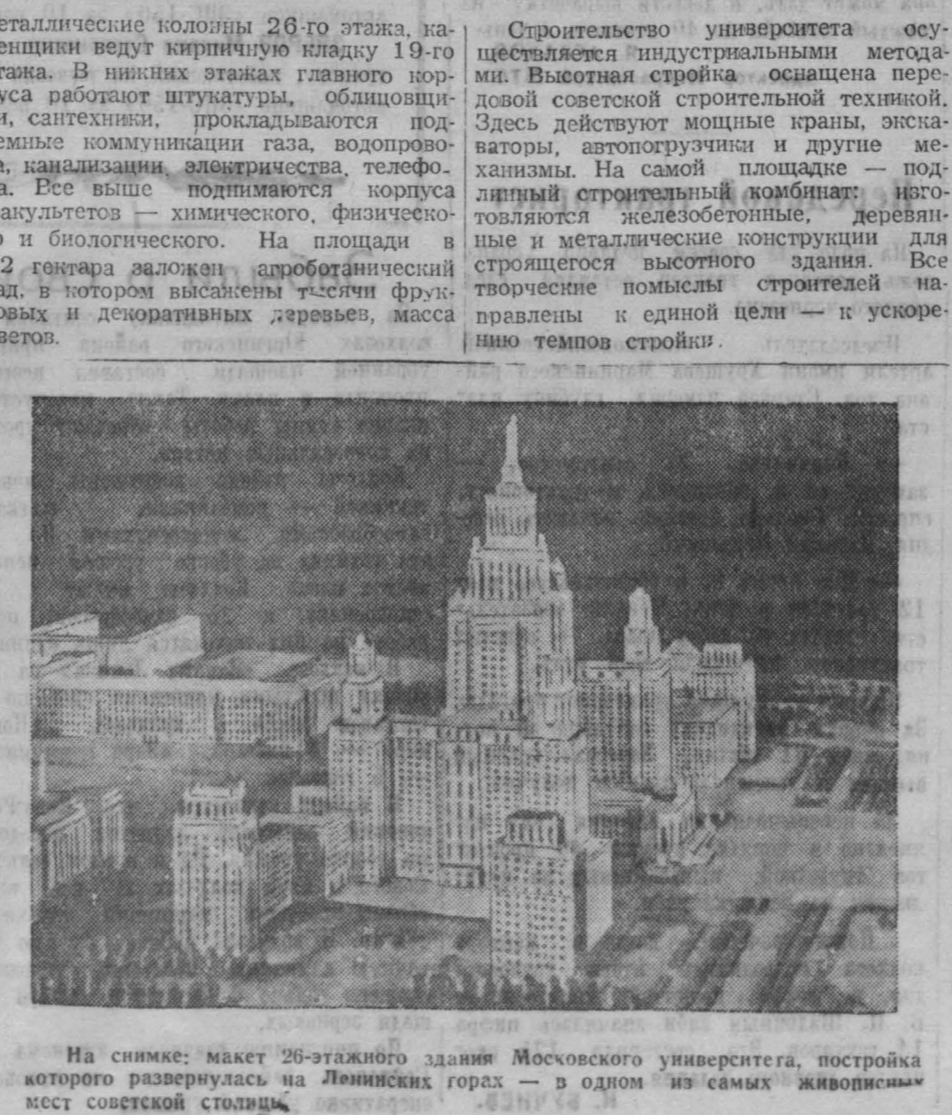 еталлические колонны 26-го этажа, ка-
енщики ведут кирпичную кладку 19-го
тажа. В нижних этажах главного кор-
уса работают штукатуры, облицовщи-
и, сантехники, прокладываются под-
емные коммуникации газа, водопрово-
а, канализации, электричества, телефо-
а. Все выше поднимаются корпуса
акультетов — химического, физическо-
о и биологического. На площади в
2 гектара заложен агроботанический
ад, в котором высажены тысячи фрук-
овых и декоративных деревьев, масса
ветов.
Строительство университета осу-
ществляется индустриальными метода-
ми. Высотная стройка оснащена пере-
довой советской строительной техникой.
Здесь действуют мощные краны, экска-
ваторы, автопогрузчики и другие ме-
ханизмы. На самой площадке — под-
линный строительный комбинат: изго-
товляются железобетонные, деревян-
ные и металлические конструкции для
строящегося высотного здания. Все
творческие помыслы строителей на-
правлены к единой цели — к ускоре-
нию темпов стройки.
На снимке: макет 26-этажного здания Московского университета, постройка
которого развернулась на Ленинских горах — в одном из самых живописных
мест советской столицы.